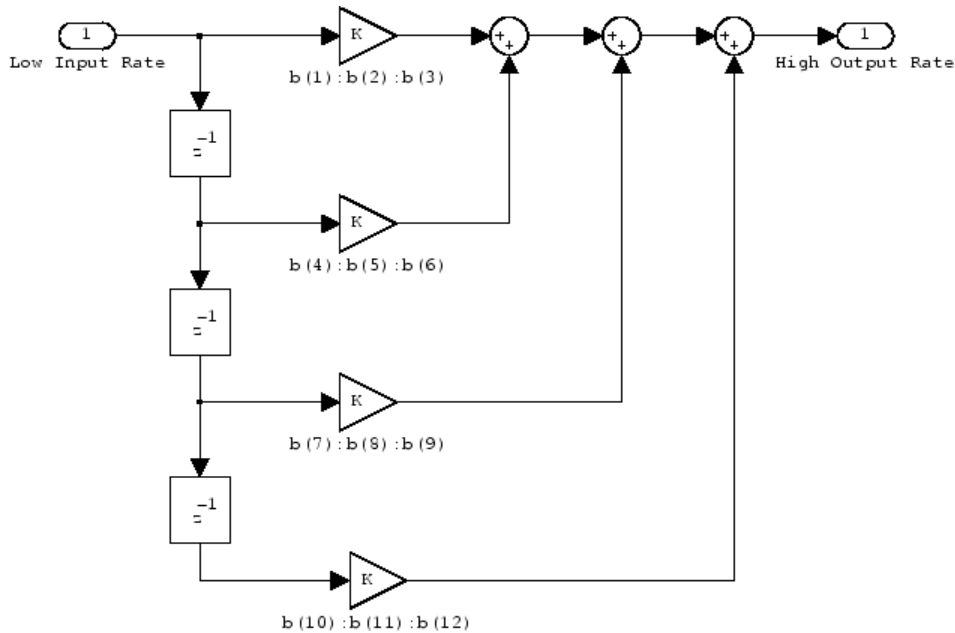 1
K
+
+
+
+
+
+
1
Low Input Rate
b(1):b(2):b(3)
High Output Rate
z⁻¹
K
b(4):b(5):b(6)
z⁻¹
K
b(7):b(8):b(9)
z⁻¹
K
b(10):b(11):b(12)